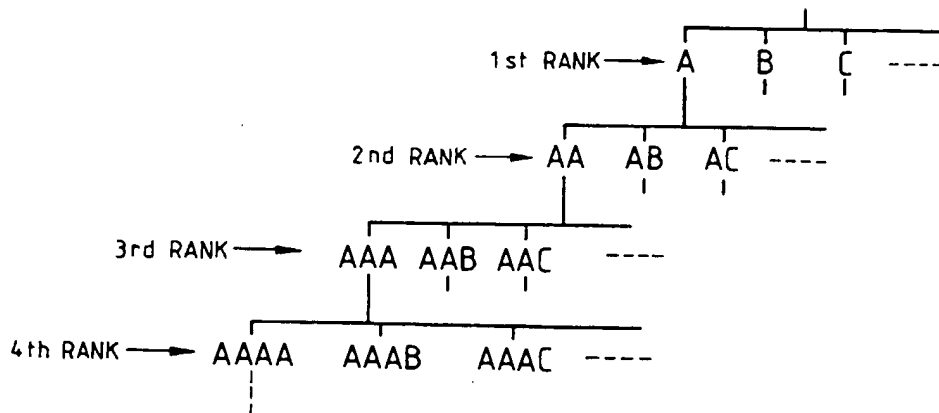 1st RANK A B C
2nd RANK AA AB AC
3rd RANK AAA AAB AAC
4th RANK AAAA AAAB AAAC